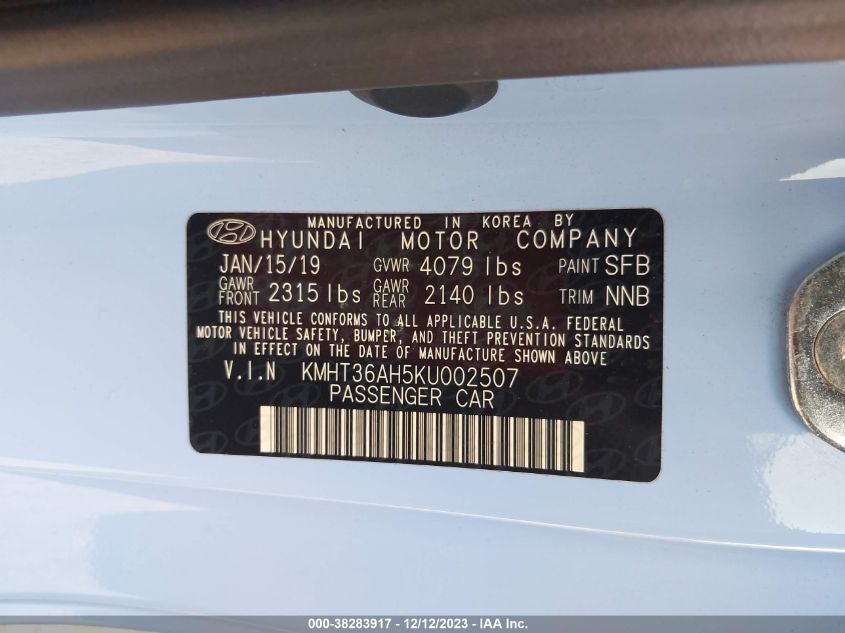 MANUFACTURED IN KOREA BY
HYUNDAI MOTOR COMPANY
JAN/15/19 GVWR 4079 lbs PAINT SFB
GAWR FRONT 2315 lbs GAWR REAR 2140 lbs TRIM NNB
THIS VEHICLE CONFORMS TO ALL APPLICABLE U.S.A. FEDERAL
MOTOR VEHICLE SAFETY, BUMPER, AND THEFT PREVENTION STANDARDS
IN EFFECT ON THE DATE OF MANUFACTURE SHOWN ABOVE
V.I.N KMHT36AH5KU002507
PASSENGER CAR
000-38283917 - 12/12/2023 - IAA Inc.